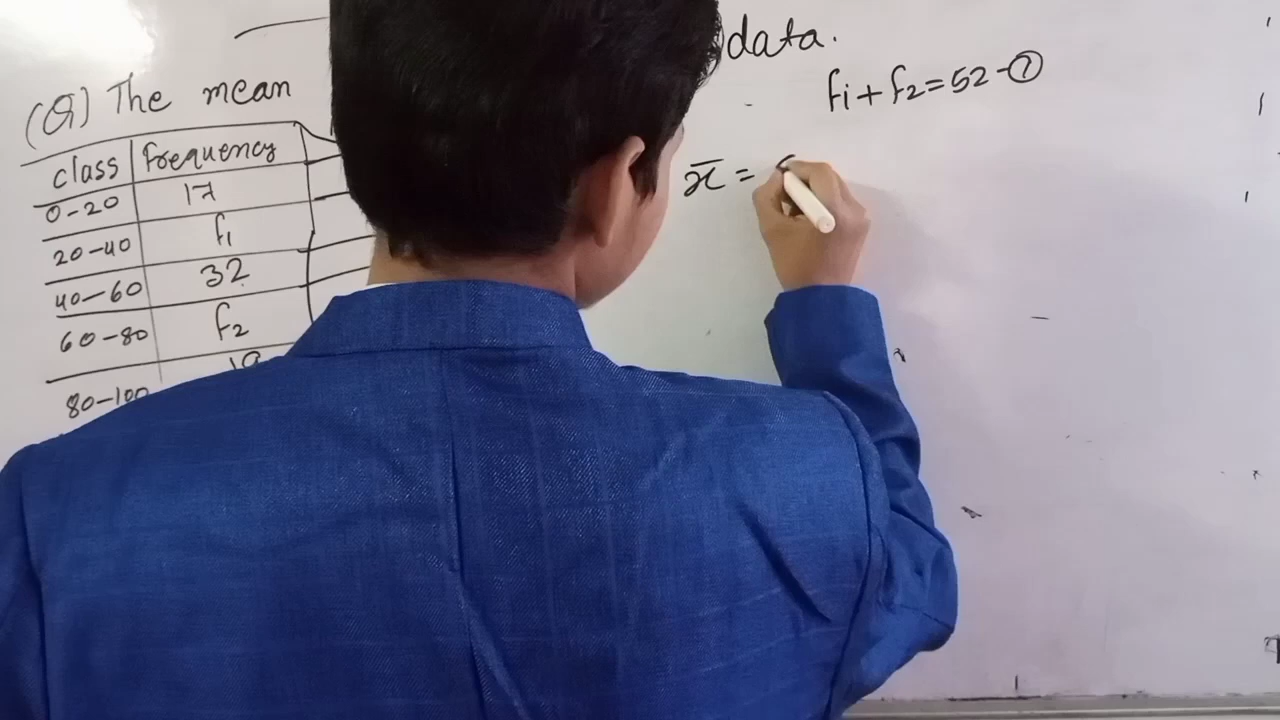 data.
f1+f2=52-①
(Q) The mean
class frequency
0-20 17
20-40 f1
40-60 32
60-80 f2
80-100 19
x̄ =